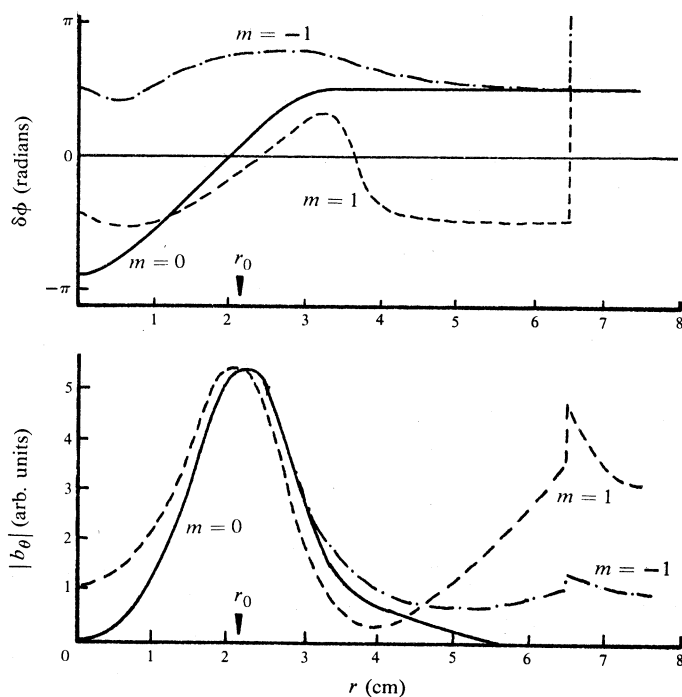 π
m = −1
δϕ (radians)
0
m = 1
m = 0
r₀
−π
1 2 3 4 5 6 7 8
5
4
3
2
1
|b_θ| (arb. units)
m = 0
m = 1
m = −1
r₀
0 1 2 3 4 5 6 7 8
r (cm)